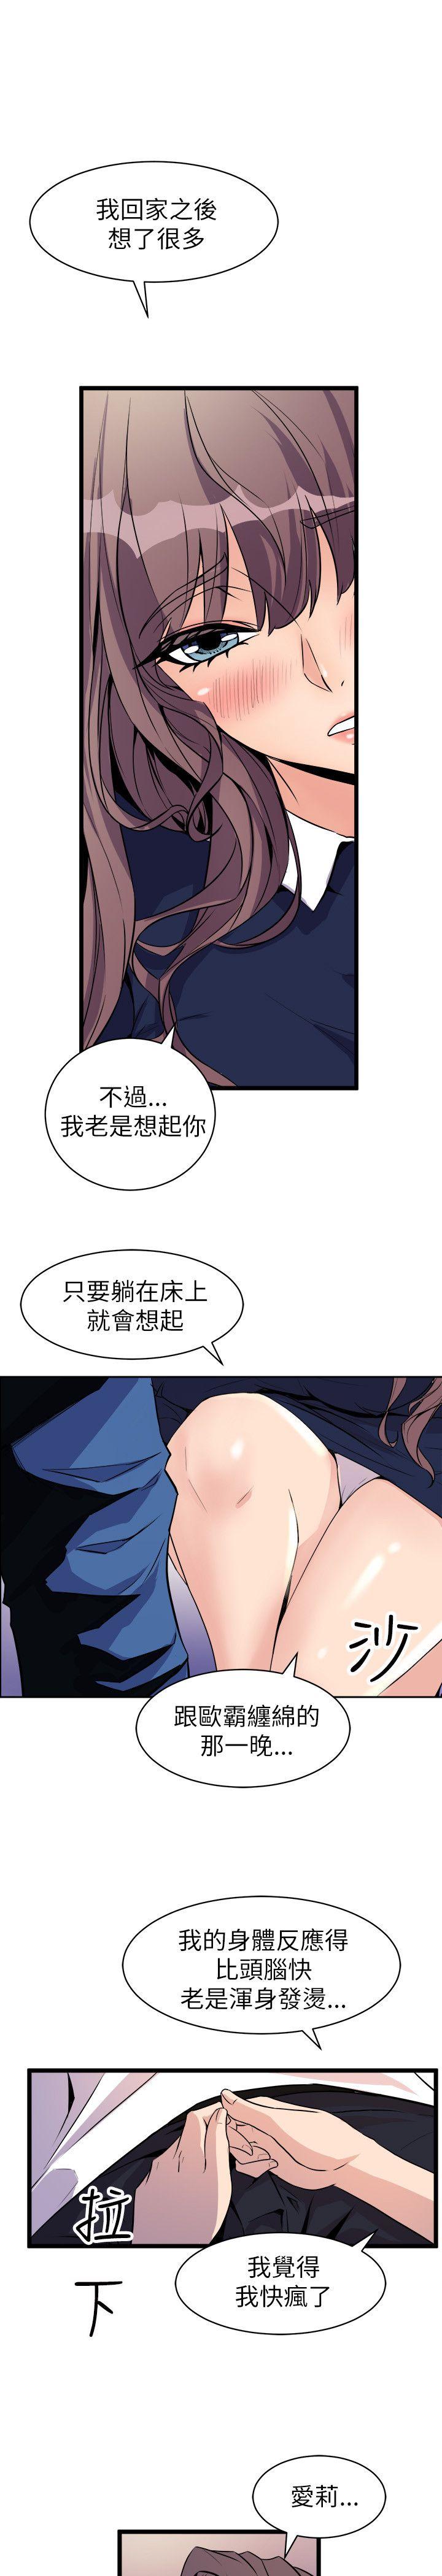 我回家之後
想了很多
不過...
我老是想起你
只要躺在床上
就會想起
沙
跟歐霸纏綿的
那一晚...
我的身體反應得
比頭腦快
老是渾身發燙...
拉
下
我覺得
我快瘋了
愛莉...